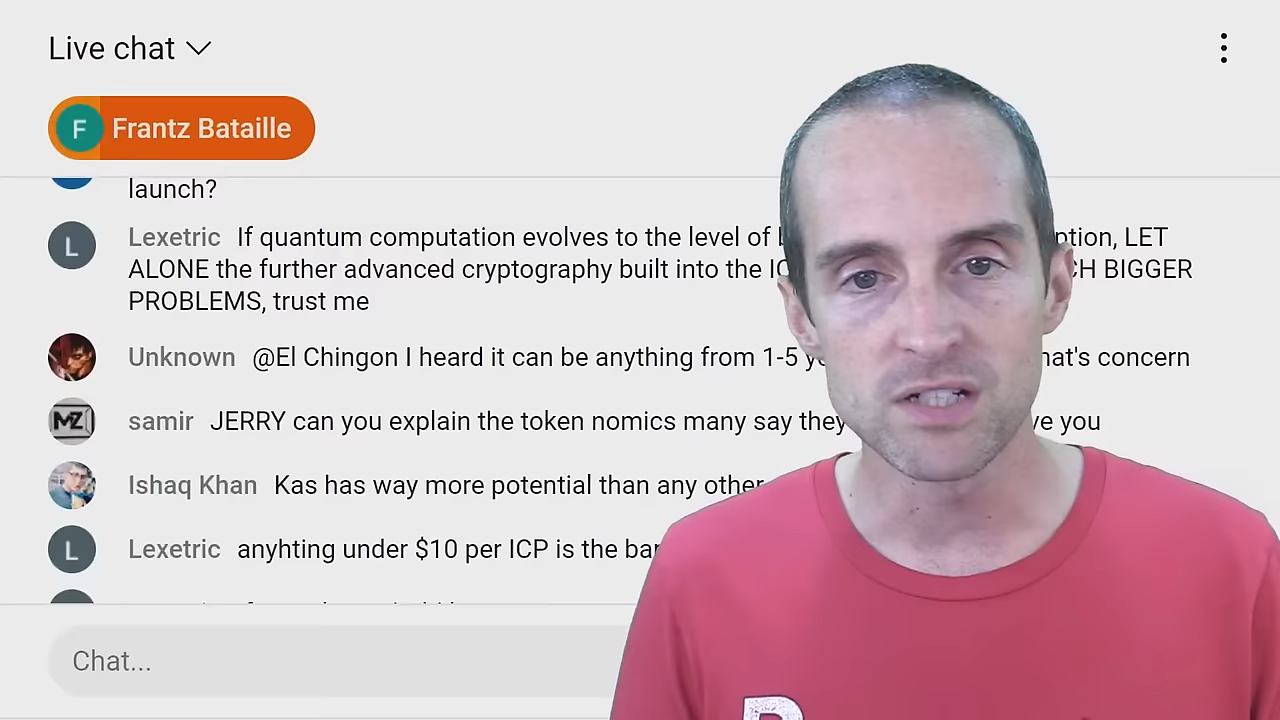 Live chat
F Frantz Bataille
launch?
L Lexetric If quantum computation evolves to the level of ption, LET
ALONE the further advanced cryptography built into the CH BIGGER
PROBLEMS, trust me
Unknown @El Chingon I heard it can be anything from 1-5 hat's concern
MZ samir JERRY can you explain the token nomics many say they ve you
Ishaq Khan Kas has way more potential than any other
L Lexetric anyhting under $10 per ICP is the
Chat...